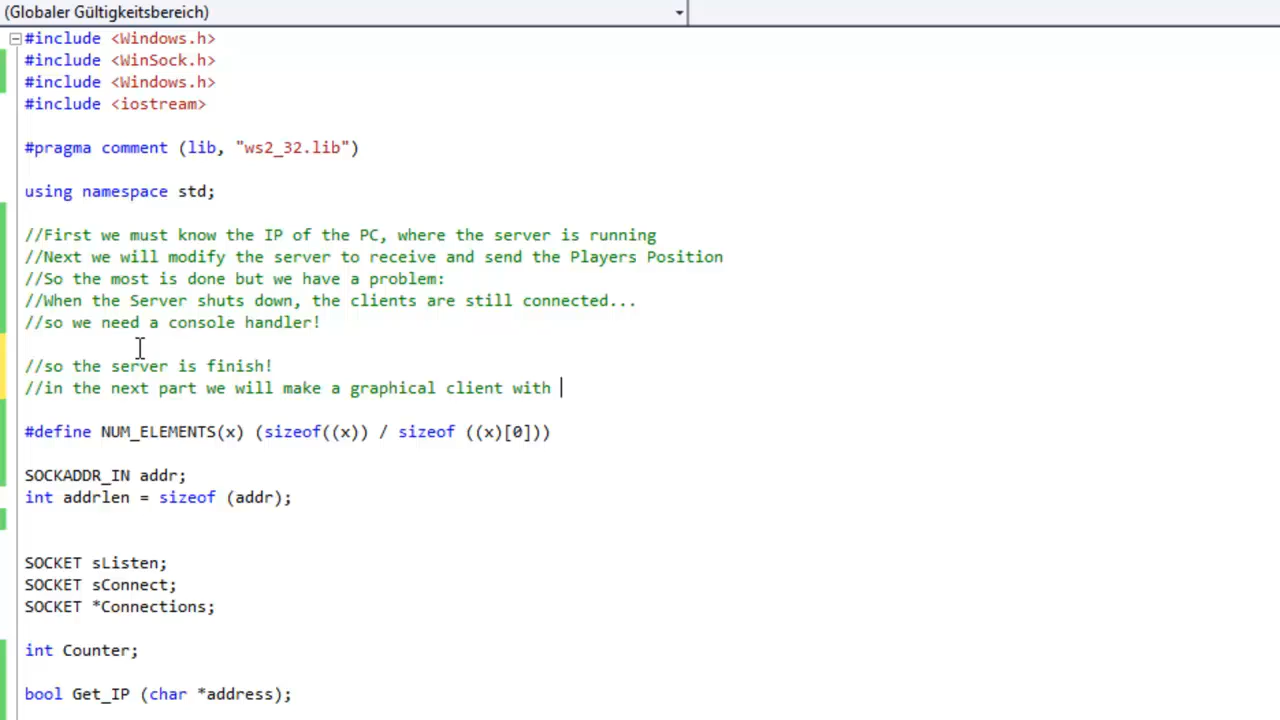 (Globaler Gültigkeitsbereich)
#include <Windows.h>
#include <WinSock.h>
#include <Windows.h>
#include <iostream>
#pragma comment (lib, "ws2_32.lib")
using namespace std;
//First we must know the IP of the PC, where the server is running
//Next we will modify the server to receive and send the Players Position
//So the most is done but we have a problem:
//When the Server shuts down, the clients are still connected...
//so we need a console handler!
//so the server is finish!
//in the next part we will make a graphical client with
#define NUM_ELEMENTS(x) (sizeof((x)) / sizeof ((x)[0]))
SOCKADDR_IN addr;
int addrlen = sizeof (addr);
SOCKET sListen;
SOCKET sConnect;
SOCKET *Connections;
int Counter;
bool Get_IP (char *address);